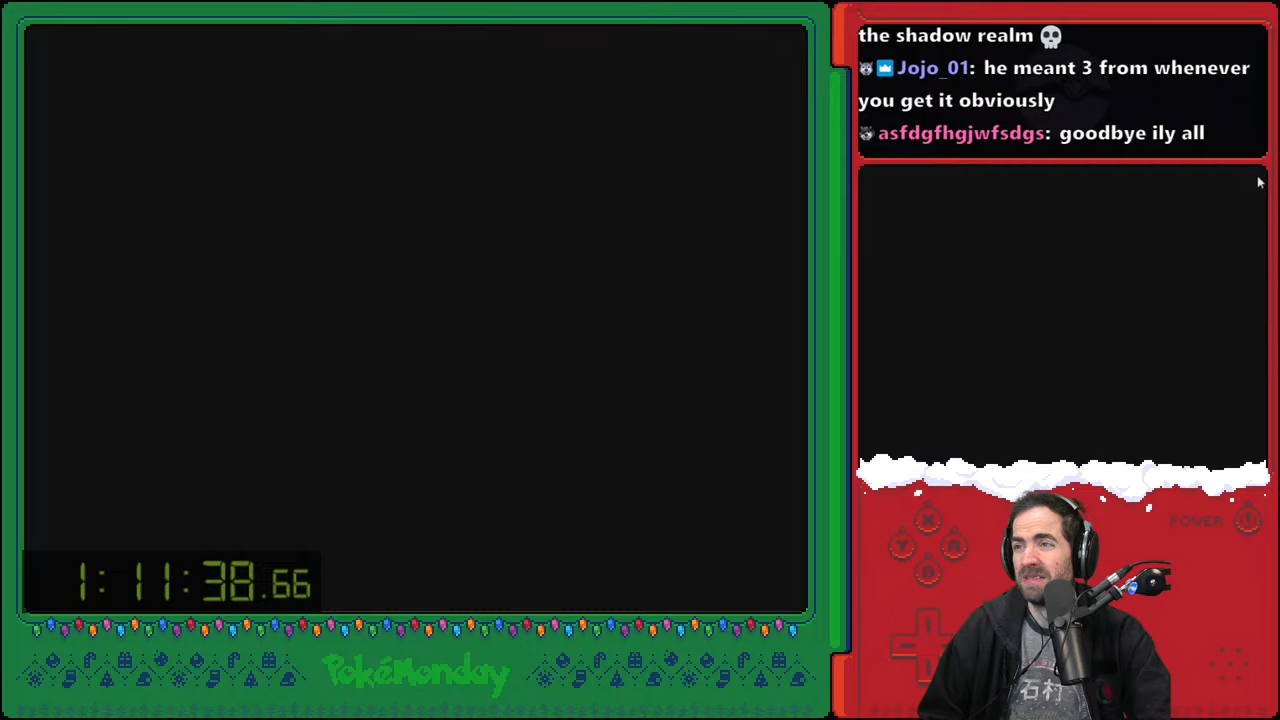 the shadow realm 💀
Jojo_01: he meant 3 from whenever
you get it obviously
asfdgfhgjwfsdgs: goodbye ily all
X
Y
A
B
POWER
石村
1:11:38.66
PokéMonday